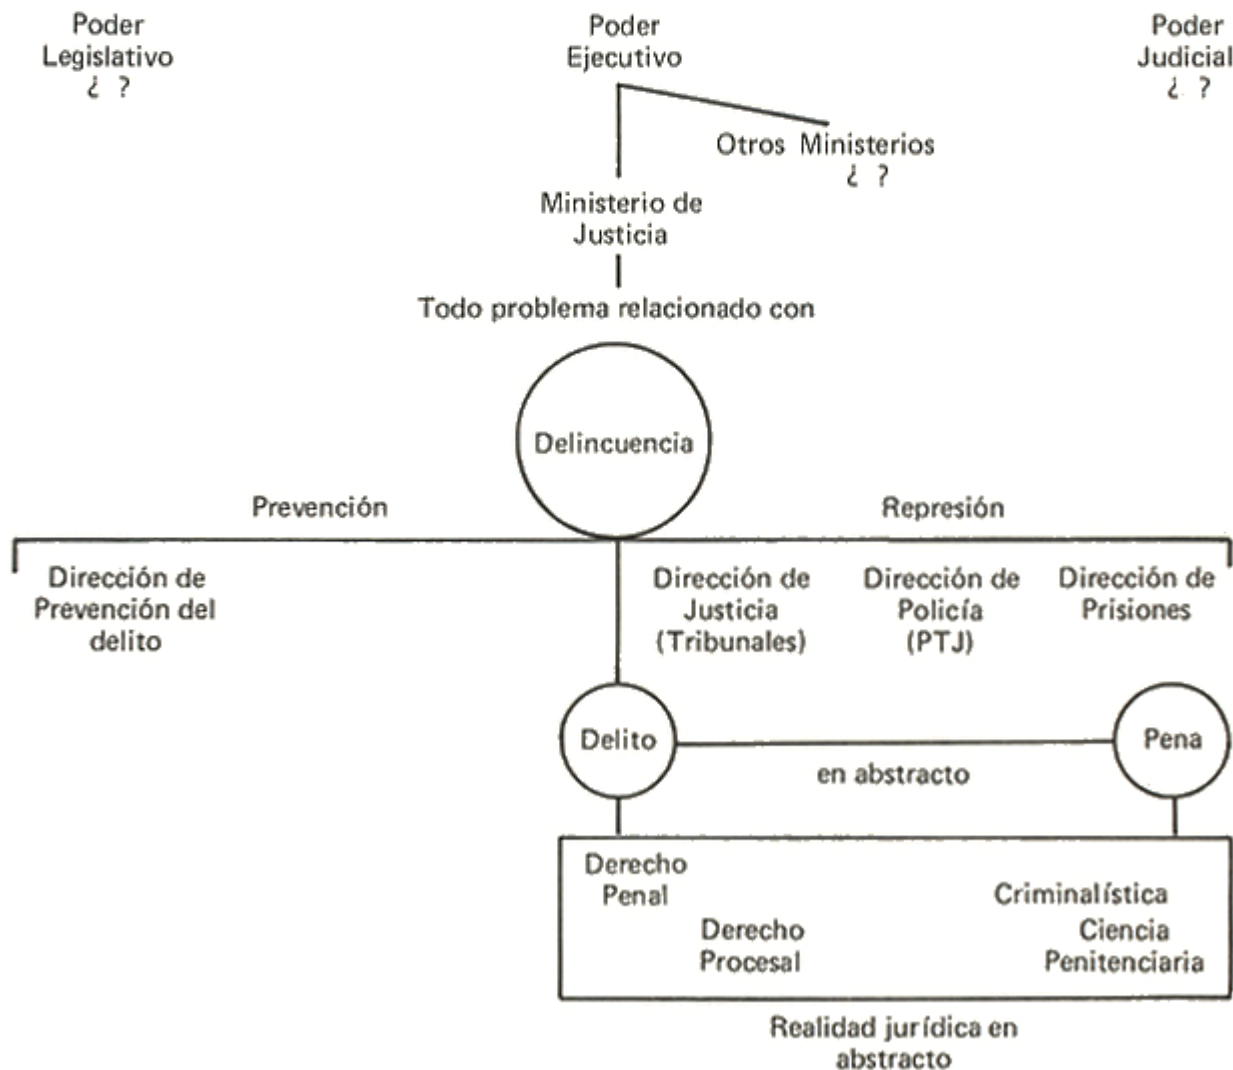 Poder
Legislativo
¿ ?
Poder
Ejecutivo
Poder
Judicial
¿ ?
Otros Ministerios
¿ ?
Ministerio de
Justicia
Todo problema relacionado con
Delincuencia
Prevención
Represión
Dirección de
Prevención del
delito
Dirección de
Justicia
(Tribunales)
Dirección de
Policía
(PTJ)
Dirección de
Prisiones
Delito
en abstracto
Pena
Derecho
Penal
Derecho
Procesal
Criminalística
Ciencia
Penitenciaria
Realidad jurídica en
abstracto